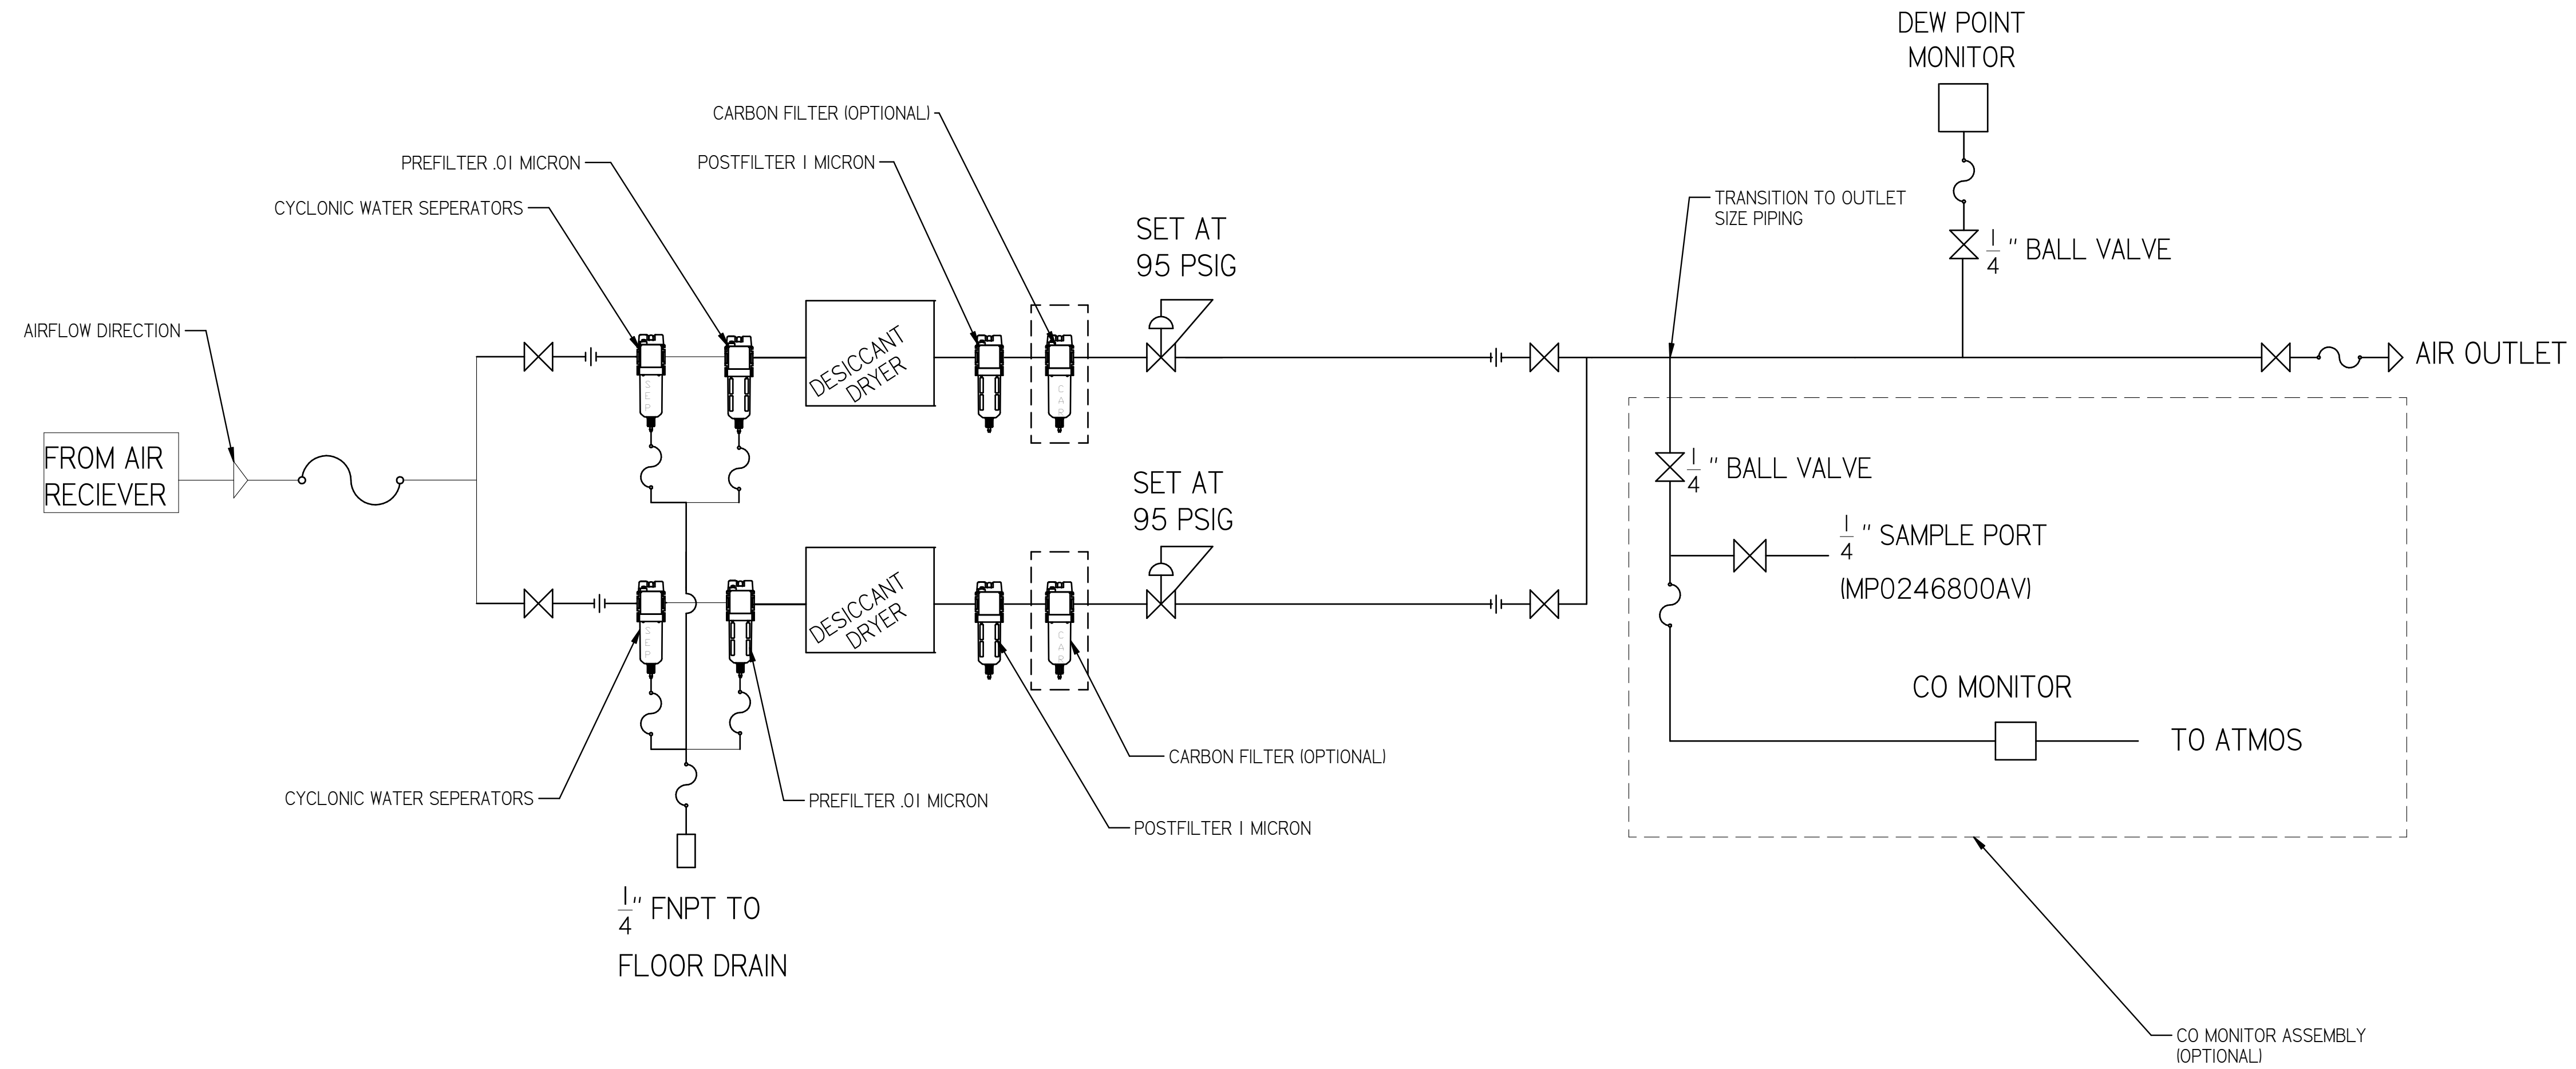 DEW POINT
MONITOR
CARBON FILTER (OPTIONAL)
PREFILTER .01 MICRON
POSTFILTER 1 MICRON
CYCLONIC WATER SEPERATORS
TRANSITION TO OUTLET
SIZE PIPING
SET AT
95 PSIG
1/4 " BALL VALVE
AIRFLOW DIRECTION
DESICCANT
DRYER
SEP
CAR
AIR OUTLET
FROM AIR
RECIEVER
1/4 " BALL VALVE
SET AT
95 PSIG
1/4 " SAMPLE PORT
(MP0246800AV)
DESICCANT
DRYER
SEP
CAR
CO MONITOR
TO ATMOS
CARBON FILTER (OPTIONAL)
CYCLONIC WATER SEPERATORS
PREFILTER .01 MICRON
POSTFILTER 1 MICRON
1/4" FNPT TO
FLOOR DRAIN
CO MONITOR ASSEMBLY
(OPTIONAL)